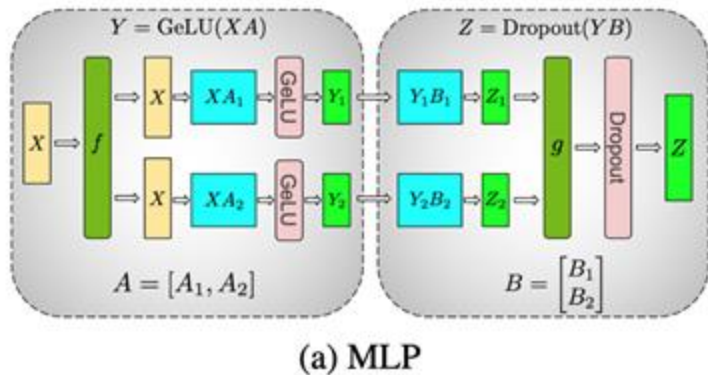 Y = GeLU(XA)
Z = Dropout(YB)
X
f
X
XA₁
GeLU
Y₁
Y₁B₁
Z₁
X
XA₂
GeLU
Y₂
Y₂B₂
Z₂
g
Dropout
Z
A = [A₁, A₂]
B = [B₁
B₂]
(a) MLP